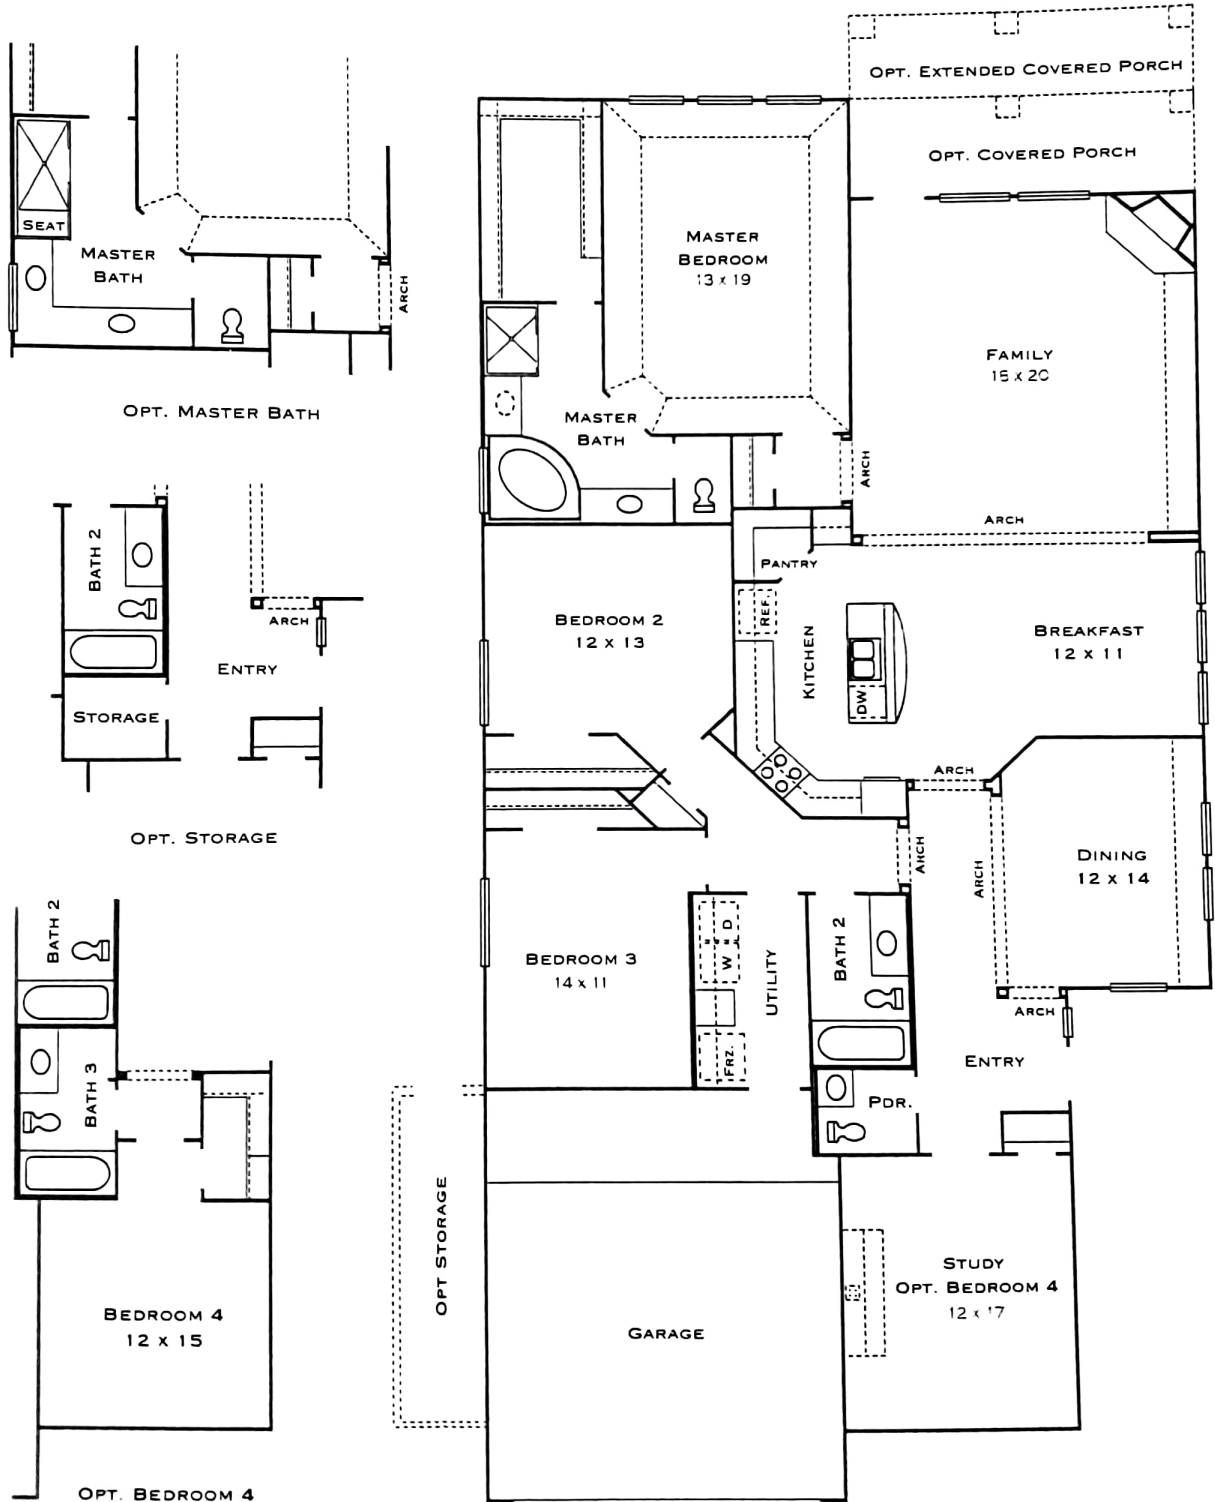 OPT. EXTENDED COVERED PORCH
OPT. COVERED PORCH
SEAT
MASTER
BATH
ARCH
OPT. MASTER BATH
MASTER
BEDROOM
13 x 19
FAMILY
MASTER
BATH
ARCH
ARCH
PANTRY
REF.
KITCHEN
DW
BREAKFAST
12 x 11
BEDROOM 2
12 x 13
BATH 2
ARCH
ENTRY
STORAGE
OPT. STORAGE
ARCH
ARCH
ARCH
DINING
12 x 14
BEDROOM 3
14 x 11
D
W
FRZ.
UTILITY
BATH 2
ARCH
ENTRY
PDR.
BATH 2
BATH 3
BEDROOM 4
12 x 15
OPT. BEDROOM 4
OPT STORAGE
GARAGE
STUDY
OPT. BEDROOM 4
12 x 17